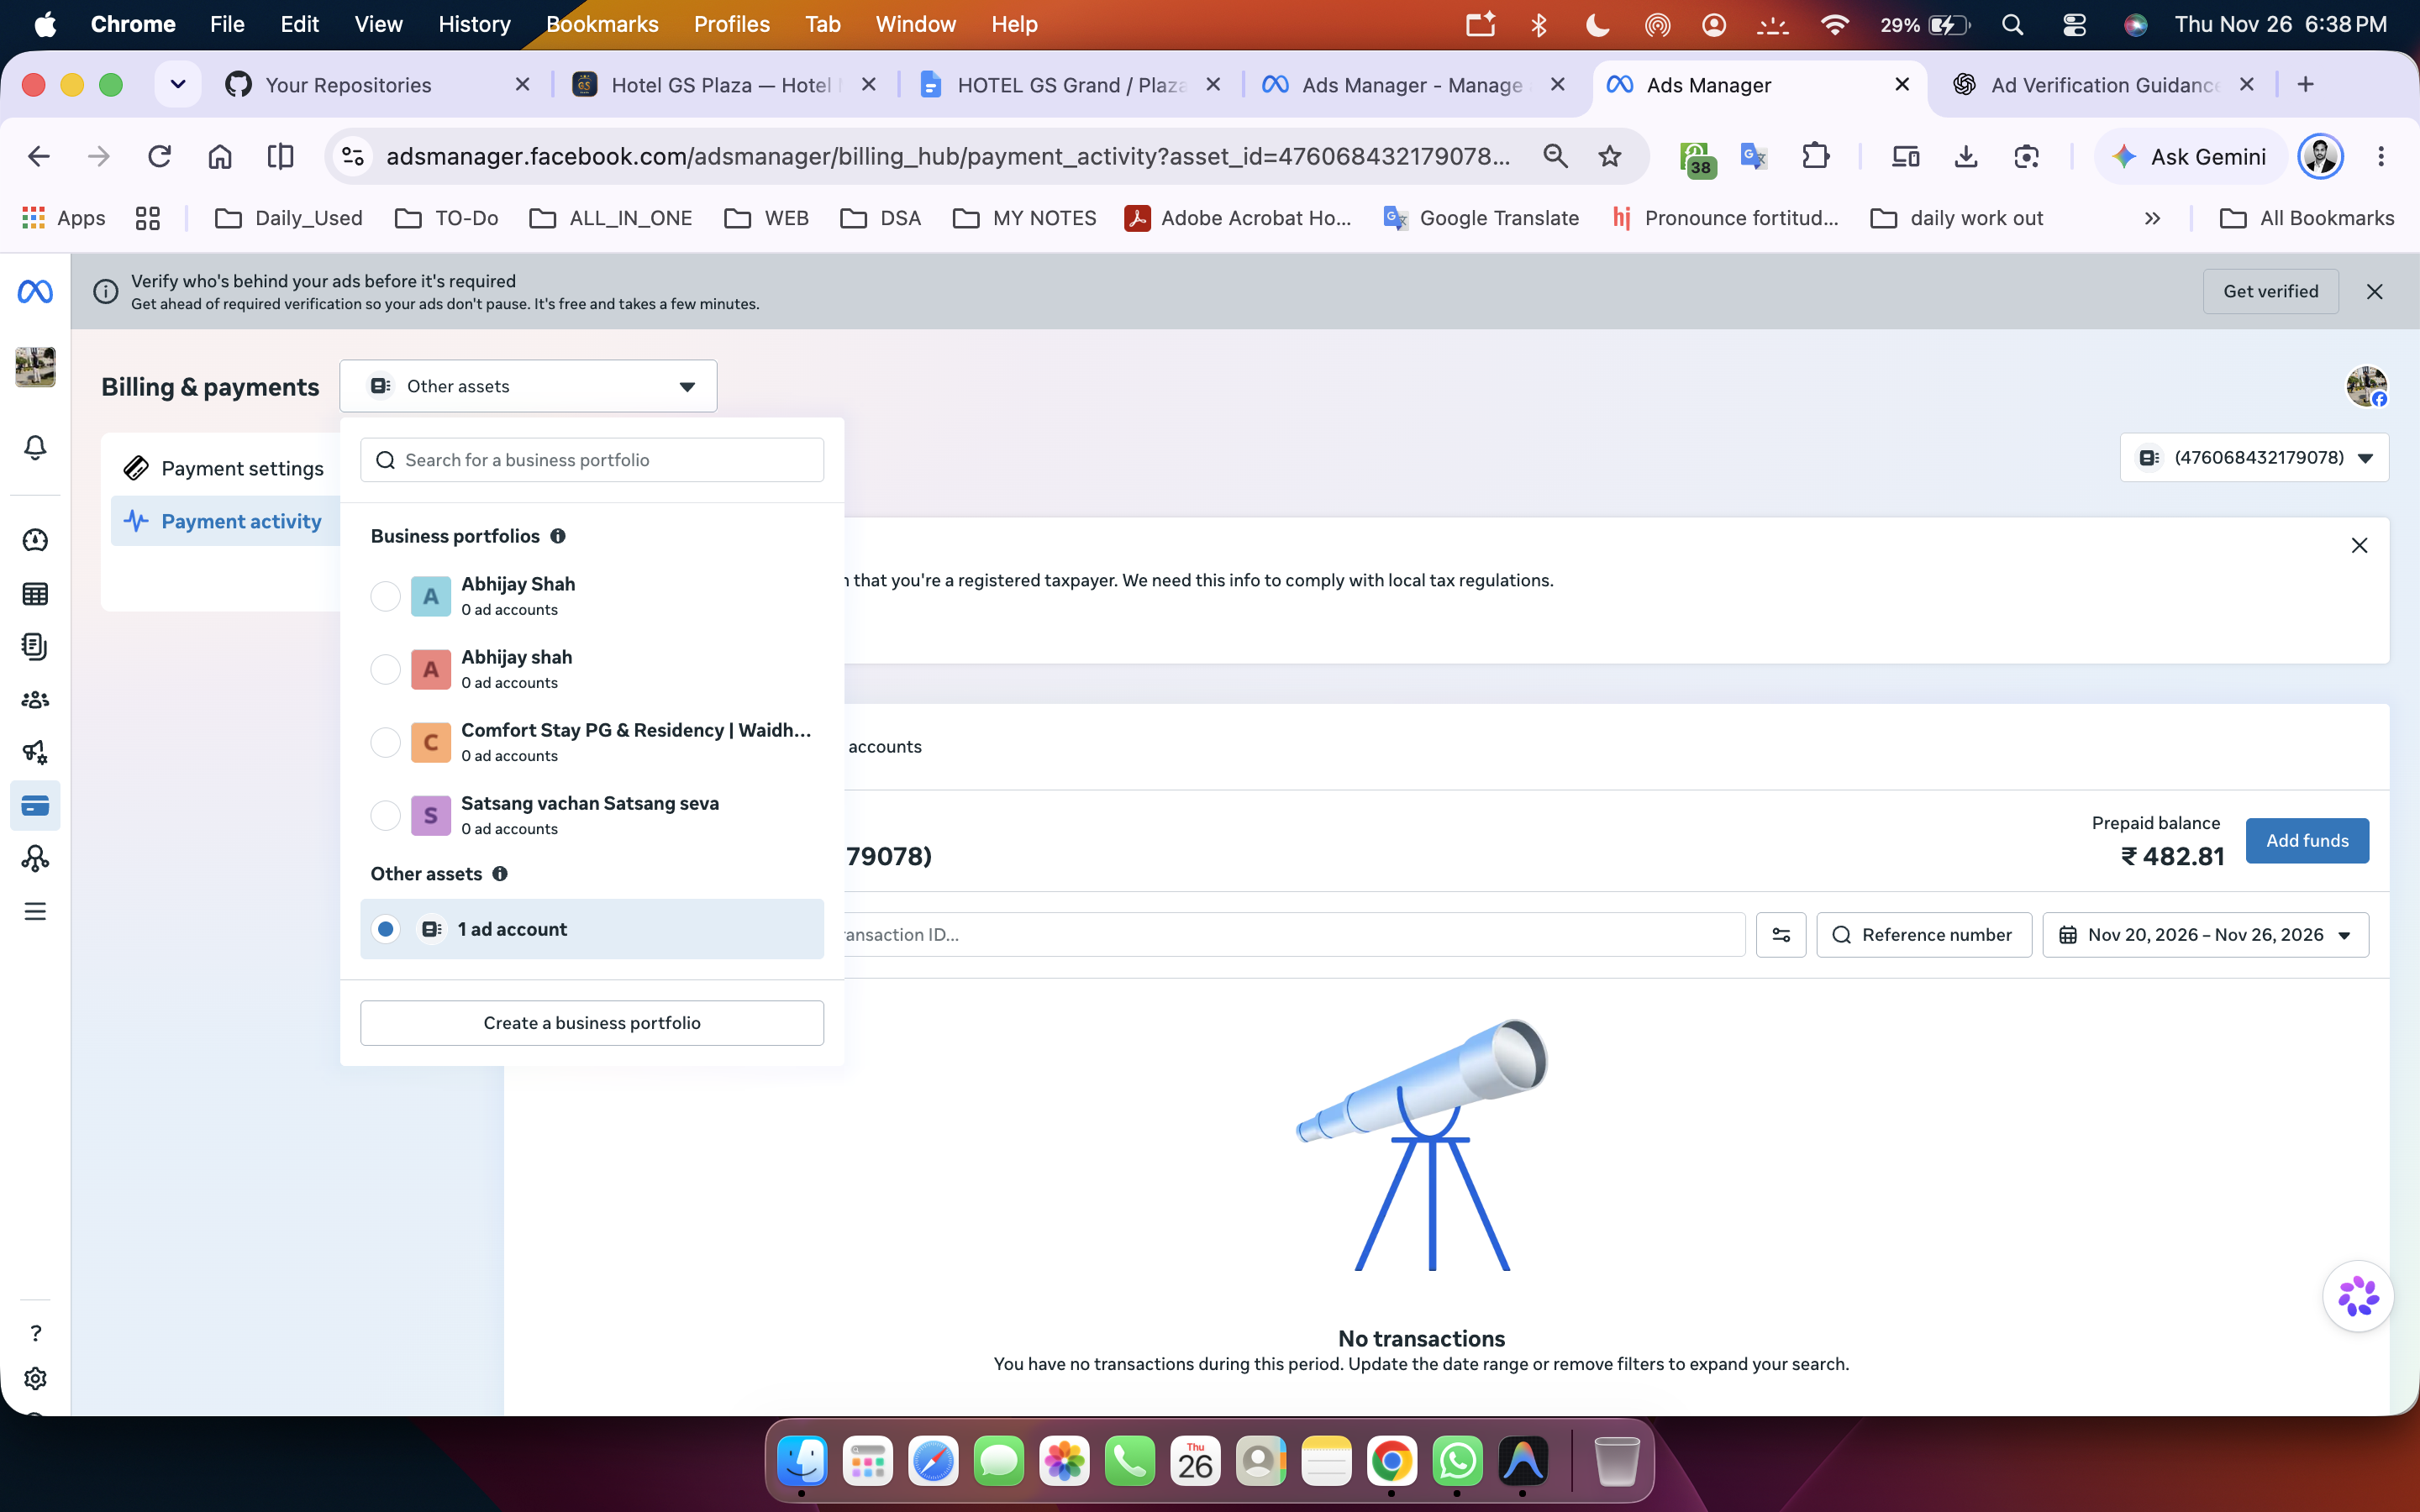 Chrome File Edit View History Bookmarks Profiles Tab Window Help 29% Thu Nov 26 6:38 PM
Your Repositories
Hotel GS Plaza — Hotel
HOTEL GS Grand / Plaza
Ads Manager - Manage
Ads Manager
Ad Verification Guidance
adsmanager.facebook.com/adsmanager/billing_hub/payment_activity?asset_id=476068432179078...
38
Ask Gemini
Apps
Daily_Used
TO-Do
ALL_IN_ONE
WEB
DSA
MY NOTES
Adobe Acrobat Ho...
Google Translate
hj Pronounce fortitud...
daily work out
All Bookmarks
Verify who's behind your ads before it's required
Get ahead of required verification so your ads don't pause. It's free and takes a few minutes.
Get verified
Billing & payments
Other assets
Payment settings
Payment activity
(476068432179078)
Search for a business portfolio
Business portfolios
A Abhijay Shah
0 ad accounts
A Abhijay shah
0 ad accounts
C Comfort Stay PG & Residency | Waidh...
0 ad accounts
S Satsang vachan Satsang seva
0 ad accounts
Other assets
1 ad account
Create a business portfolio
that you're a registered taxpayer. We need this info to comply with local tax regulations.
accounts
79078)
Prepaid balance
₹ 482.81
Add funds
ransaction ID...
Reference number
Nov 20, 2026 – Nov 26, 2026
No transactions
You have no transactions during this period. Update the date range or remove filters to expand your search.
?
Thu
26